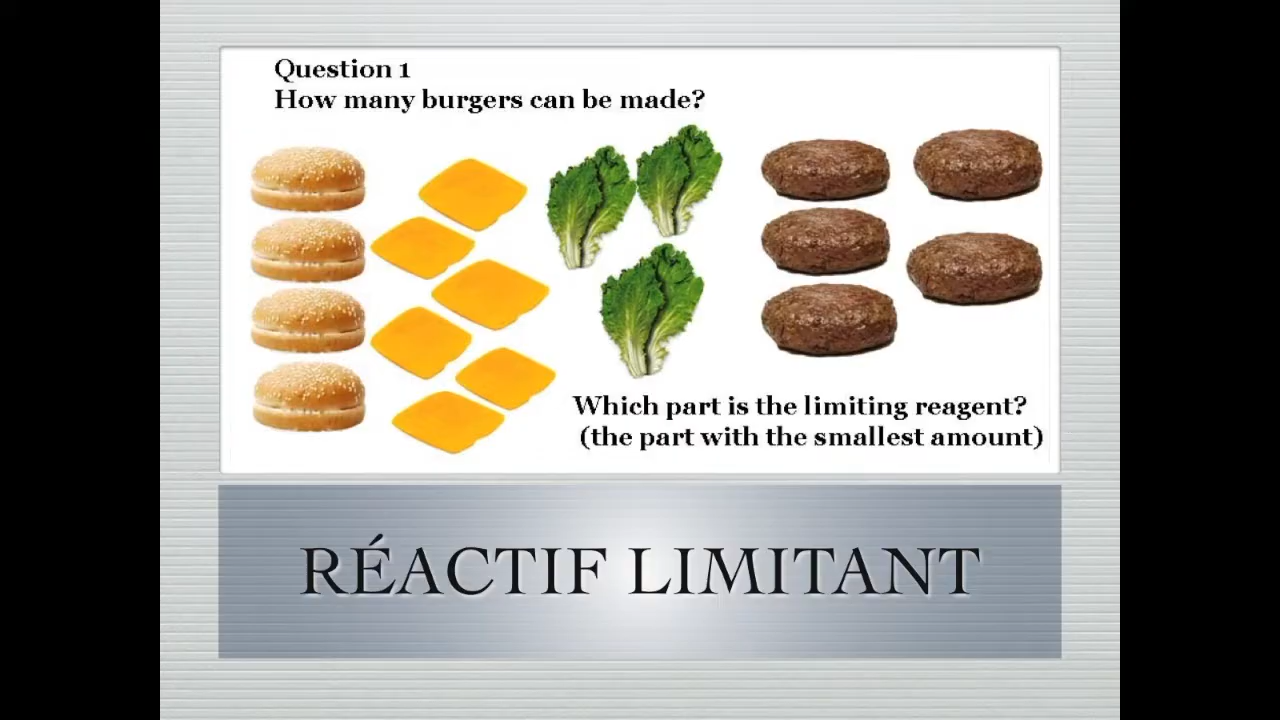 Question 1
How many burgers can be made?
Which part is the limiting reagent?
(the part with the smallest amount)
RÉACTIF LIMITANT